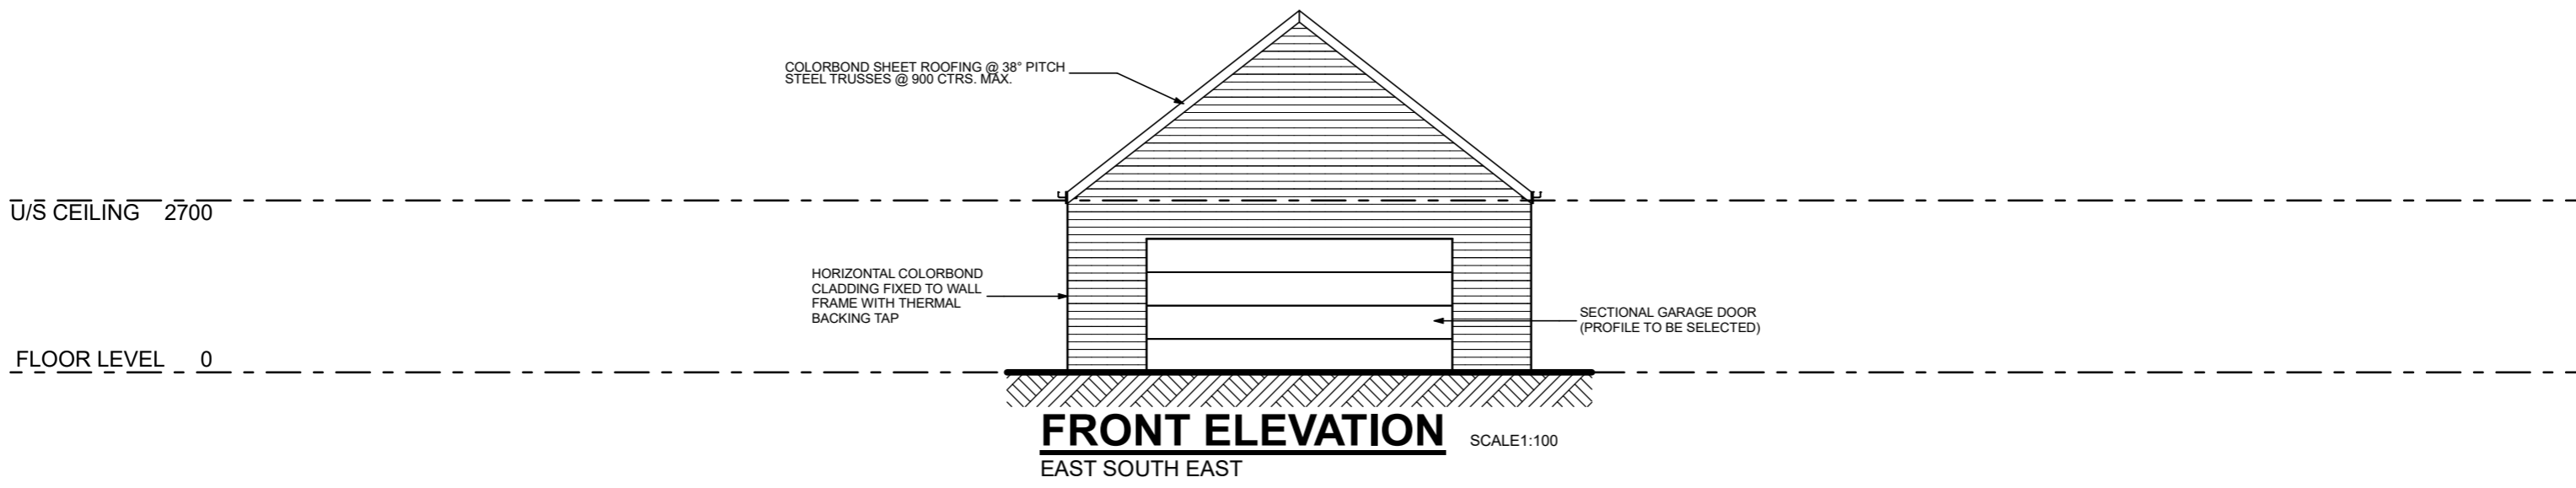 COLORBOND SHEET ROOFING @ 38° PITCH
STEEL TRUSSES @ 900 CTRS. MAX.
U/S CEILING 2700
HORIZONTAL COLORBOND
CLADDING FIXED TO WALL
FRAME WITH THERMAL
BACKING TAP
SECTIONAL GARAGE DOOR
(PROFILE TO BE SELECTED)
FLOOR LEVEL 0
FRONT ELEVATION SCALE1:100
EAST SOUTH EAST